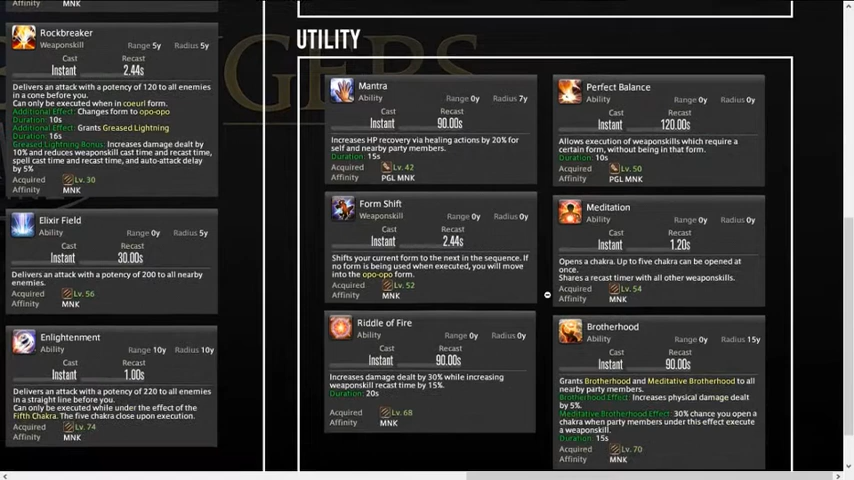 MNK
Rockbreaker
Weaponskill Range 5y Radius 5y
Cast Recast
Instant 2.44s
Delivers an attack with a potency of 120 to all enemies
in a cone before you.
Can only be executed when in coeurl form.
Additional Effect: Changes form to opo-opo
Duration: 10s
Additional Effect: Grants Greased Lightning
Duration: 16s
Greased Lightning Bonus: Increases damage dealt by
10% and reduces weaponskill cast time and recast time,
spell cast time and recast time, and auto-attack delay
by 5%
Acquired Lv. 30
Affinity MNK
Elixir Field
Ability Range 0y Radius 5y
Cast Recast
Instant 30.00s
Delivers an attack with a potency of 200 to all nearby
enemies.
Acquired Lv. 56
Affinity MNK
Enlightenment
Ability Range 10y Radius 10y
Cast Recast
Instant 1.00s
Delivers an attack with a potency of 220 to all enemies
in a straight line before you.
Can only be executed while under the effect of the
Fifth Chakra. The five chakra close upon execution.
Acquired Lv. 74
Affinity MNK
UTILITY
Mantra
Ability Range 0y Radius 7y
Cast Recast
Instant 90.00s
Increases HP recovery via healing actions by 20% for
self and nearby party members.
Duration: 15s
Acquired Lv. 42
Affinity PGL MNK
Perfect Balance
Ability Range 0y Radius 0y
Cast Recast
Instant 120.00s
Allows execution of weaponskills which require a
certain form, without being in that form.
Duration: 10s
Acquired Lv. 50
Affinity PGL MNK
Form Shift
Weaponskill Range 0y Radius 0y
Cast Recast
Instant 2.44s
Shifts your current form to the next in the sequence. If
no form is being used when executed, you will move
into the opo-opo form.
Acquired Lv. 52
Affinity MNK
Meditation
Ability Range 0y Radius 0y
Cast Recast
Instant 1.20s
Opens a chakra. Up to five chakra can be opened at
once.
Shares a recast timer with all other weaponskills.
Acquired Lv. 54
Affinity MNK
Riddle of Fire
Ability Range 0y Radius 0y
Cast Recast
Instant 90.00s
Increases damage dealt by 30% while increasing
weaponskill recast time by 15%.
Duration: 20s
Acquired Lv. 68
Affinity MNK
Brotherhood
Ability Range 0y Radius 15y
Cast Recast
Instant 90.00s
Grants Brotherhood and Meditative Brotherhood to all
nearby party members.
Brotherhood Effect: Increases physical damage dealt
by 5%.
Meditative Brotherhood Effect: 30% chance you open a
chakra when party members under this effect execute
a weaponskill.
Duration: 15s
Acquired Lv. 70
Affinity MNK